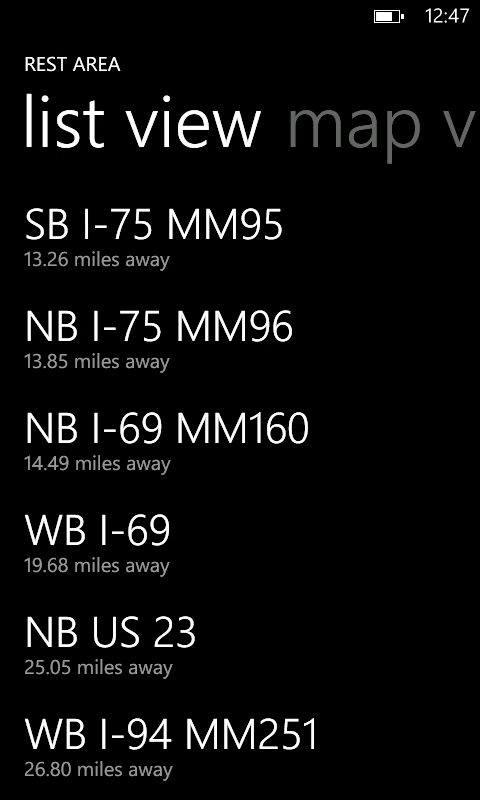 12:47
REST AREA
list view map v
SB I-75 MM95
13.26 miles away
NB I-75 MM96
13.85 miles away
NB I-69 MM160
14.49 miles away
WB I-69
19.68 miles away
NB US 23
25.05 miles away
WB I-94 MM251
26.80 miles away